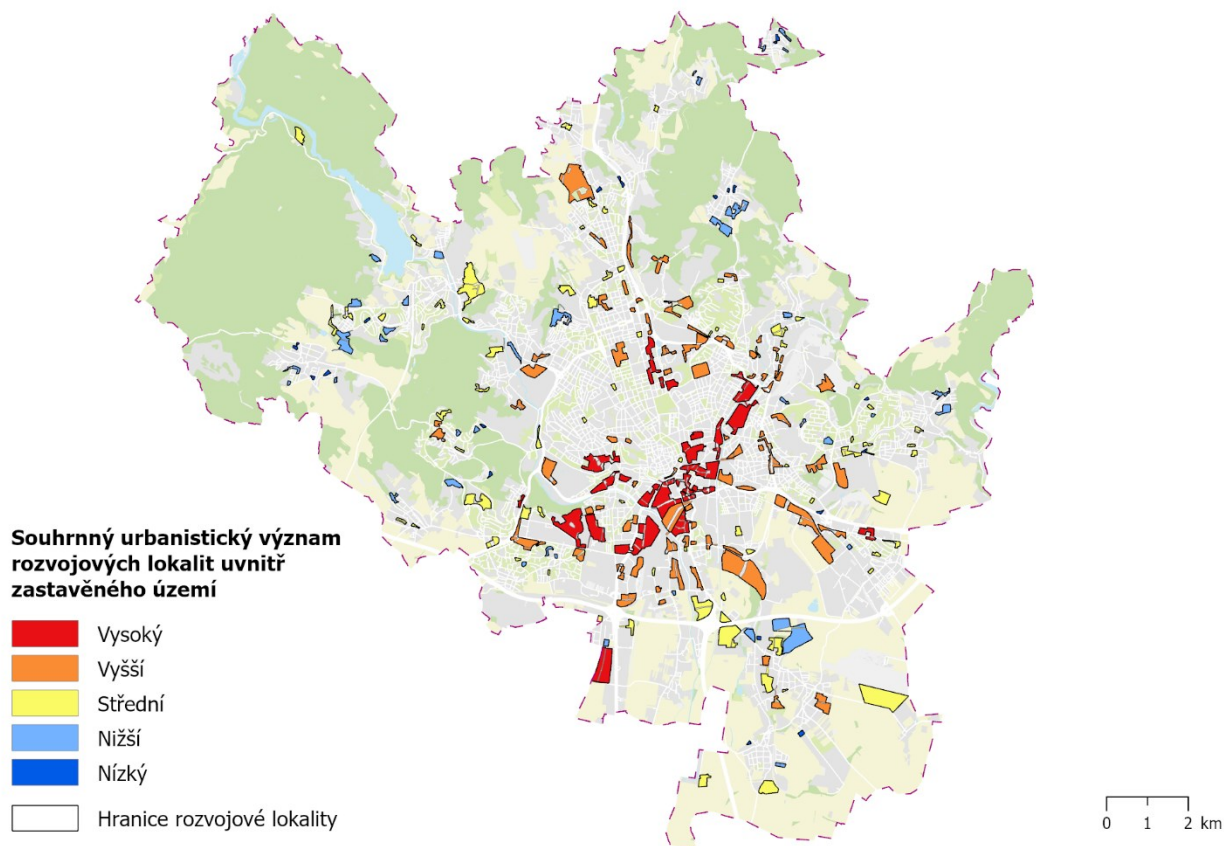 Souhrnný urbanistický význam
rozvojových lokalit uvnitř
zastavěného území
Vysoký
Vyšší
Střední
Nižší
Nízký
Hranice rozvojové lokality
0 1 2 km